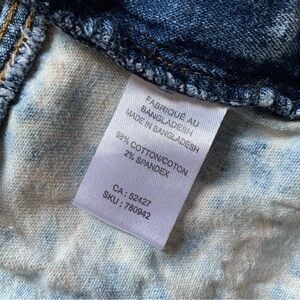 FABRIQUÉ AU
BANGLADESH
MADE IN BANGLADESH
98% COTTON/COTON
2% SPANDEX
CA : 52427
SKU : 780942